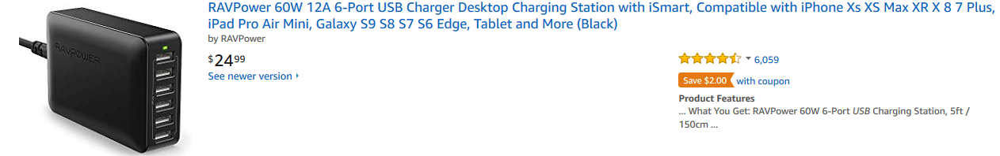 RAVPower 60W 12A 6-Port USB Charger Desktop Charging Station with iSmart, Compatible with iPhone Xs XS Max XR X 8 7 Plus,
iPad Pro Air Mini, Galaxy S9 S8 S7 S6 Edge, Tablet and More (Black)
by RAVPower
RAVPOWER
$24.99
See newer version
6,059
Save $2.00 with coupon
Product Features
... What You Get: RAVPower 60W 6-Port USB Charging Station, 5ft /
150cm ...